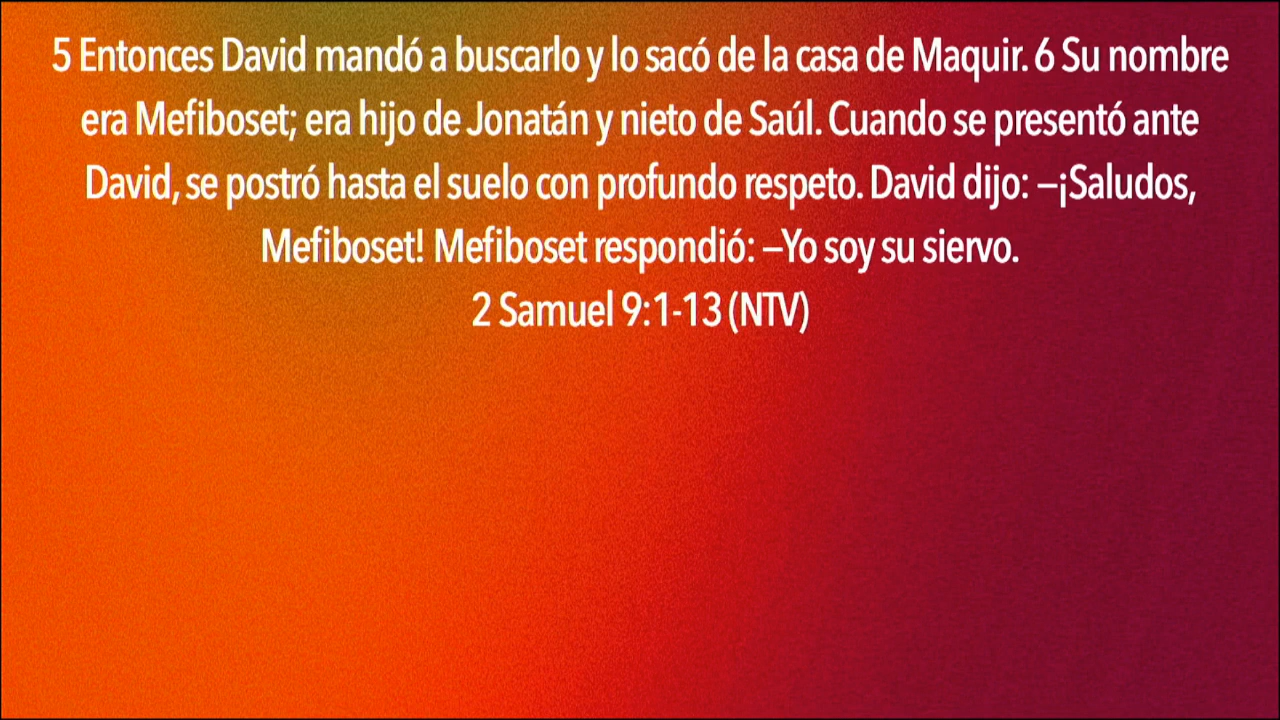 5 Entonces David mandó a buscarlo y lo sacó de la casa de Maquir. 6 Su nombre
era Mefiboset; era hijo de Jonatán y nieto de Saúl. Cuando se presentó ante
David, se postró hasta el suelo con profundo respeto. David dijo: –¡Saludos,
Mefiboset! Mefiboset respondió: –Yo soy su siervo.
2 Samuel 9:1-13 (NTV)